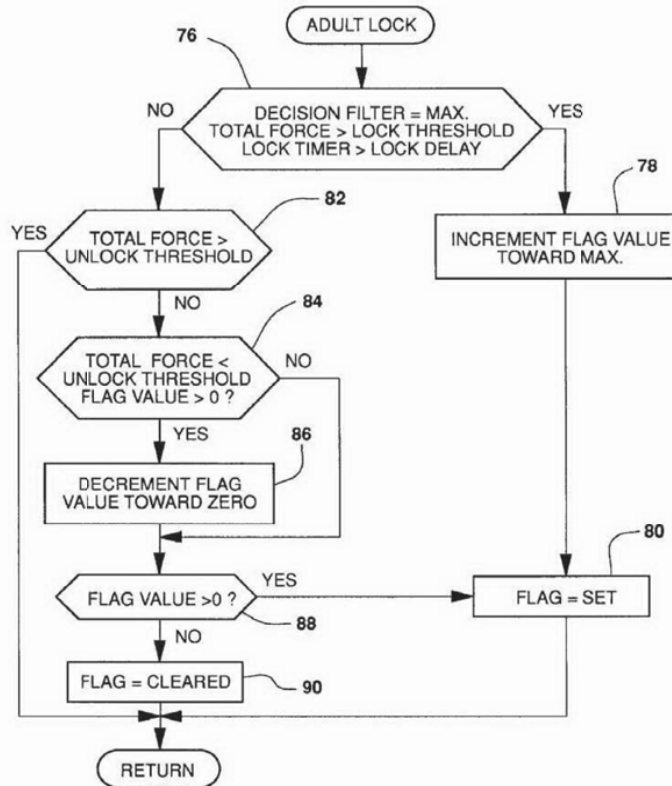 ADULT LOCK
76
NO
DECISION FILTER = MAX.
TOTAL FORCE > LOCK THRESHOLD
LOCK TIMER > LOCK DELAY
YES
78
INCREMENT FLAG VALUE
TOWARD MAX.
82
YES
TOTAL FORCE >
UNLOCK THRESHOLD
NO
84
TOTAL FORCE <
UNLOCK THRESHOLD
FLAG VALUE > 0 ?
NO
YES
86
DECREMENT FLAG
VALUE TOWARD ZERO
FLAG VALUE >0 ?
YES
88
80
FLAG = SET
NO
FLAG = CLEARED
90
RETURN